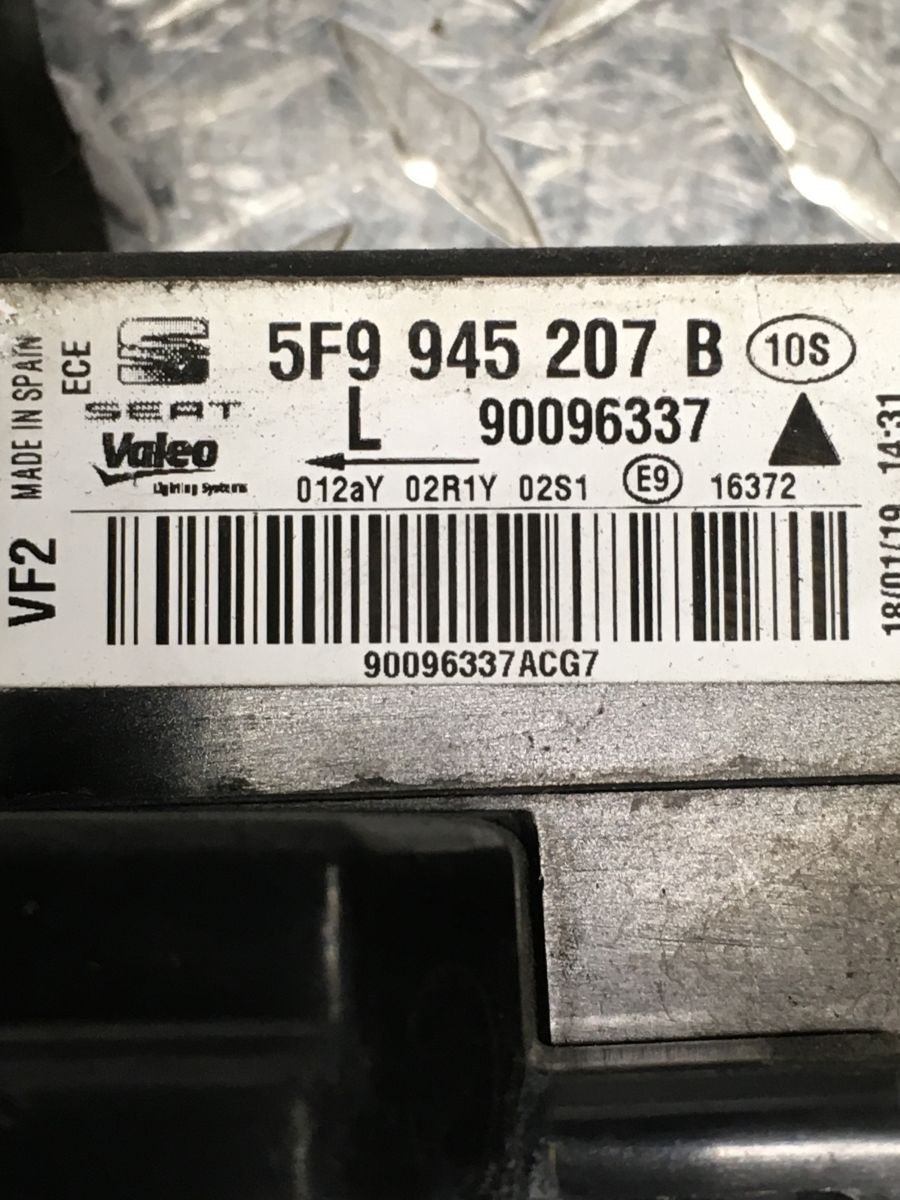 MADE IN SPAIN
ECE
SEAT
5F9 945 207 B 10S
L 90096337
Valeo
Lighting Systems
012aY 02R1Y 02S1 E9 16372
VF2
90096337ACG7
18/01/19 14:31